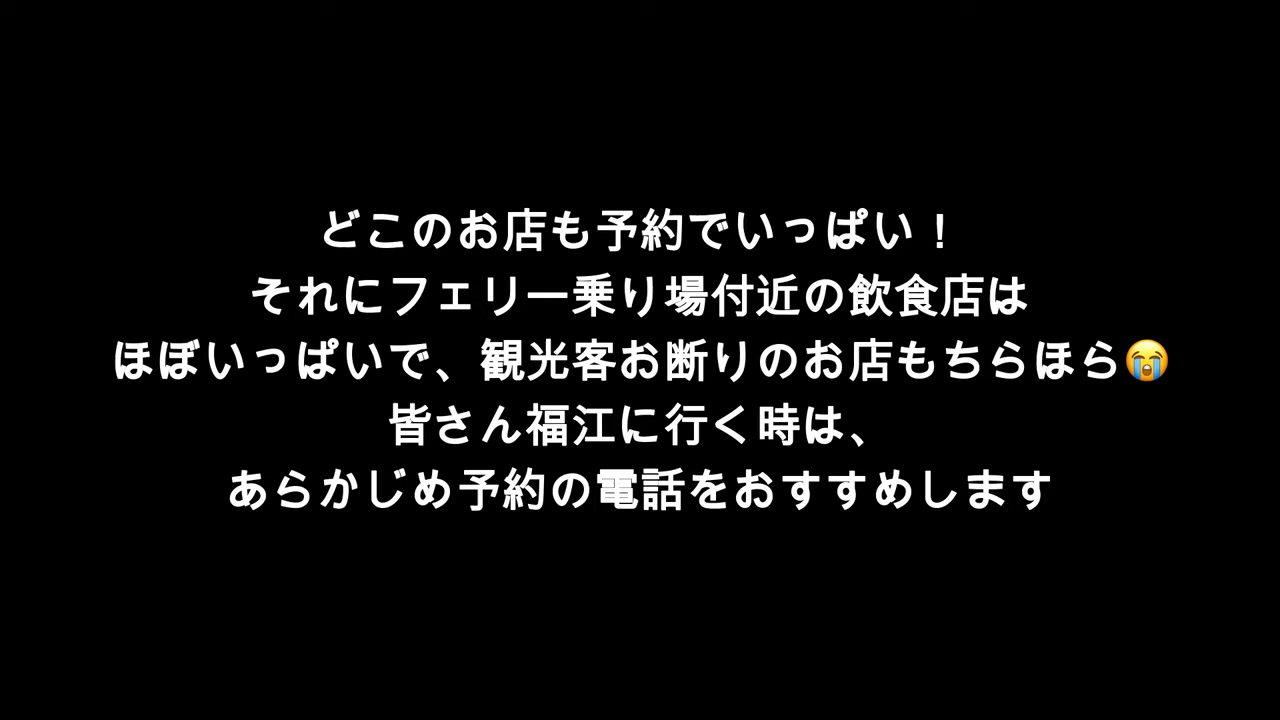 どこのお店も予約でいっぱい！
それにフェリー乗り場付近の飲食店は
ほぼいっぱいで、観光客お断りのお店もちらほら😭
皆さん福江に行く時は、
あらかじめ予約の電話をおすすめします